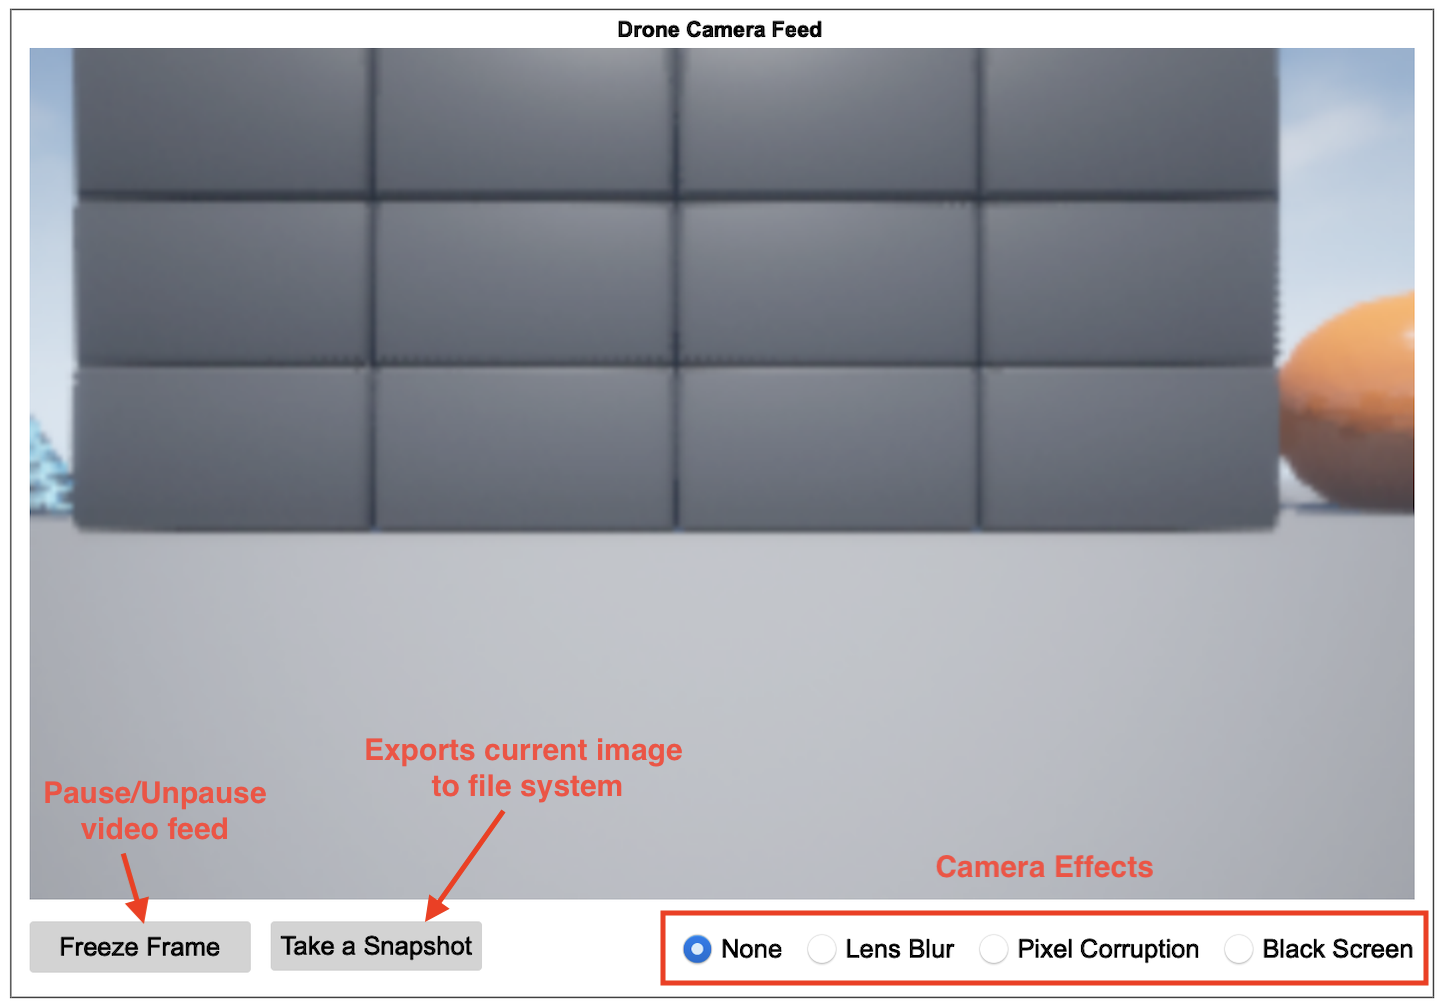 Drone Camera Feed
Exports current image
to file system
Pause/Unpause
video feed
Camera Effects
Freeze Frame
Take a Snapshot
None
Lens Blur
Pixel Corruption
Black Screen